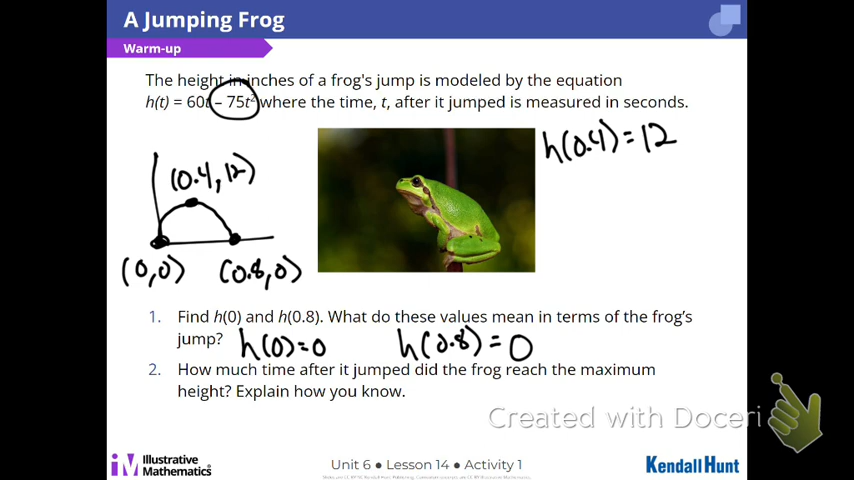 A Jumping Frog
Warm-up
The height in inches of a frog's jump is modeled by the equation
h(t) = 60t – 75t² where the time, t, after it jumped is measured in seconds.
h(0.4) = 12
(0.4, 12)
(0,0) (0.8, 0)
1. Find h(0) and h(0.8). What do these values mean in terms of the frog's
jump? h(0)=0 h(0.8)=0
2. How much time after it jumped did the frog reach the maximum
height? Explain how you know.
Created with Doceri
iM Illustrative
Mathematics®
Unit 6 ● Lesson 14 ● Activity 1
Kendall Hunt